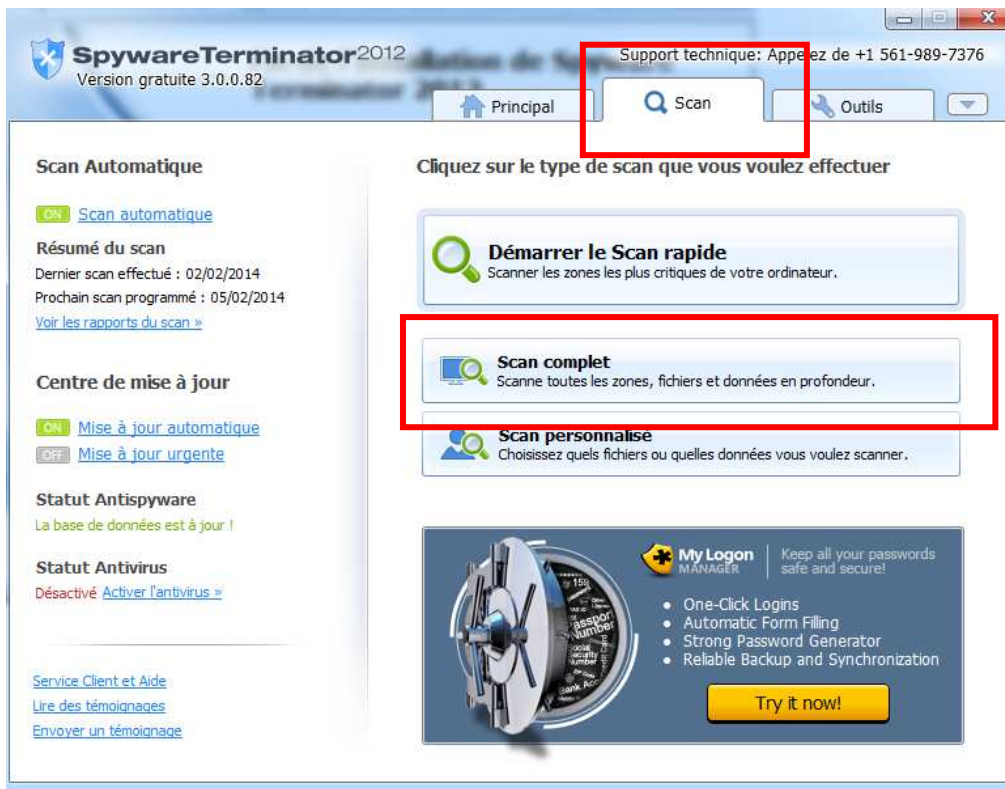 SpywareTerminator2012
Version gratuite 3.0.0.82
Support technique: Appelez de +1 561-989-7376
Principal
Scan
Outils
Scan Automatique
ON Scan automatique
Résumé du scan
Dernier scan effectué : 02/02/2014
Prochain scan programmé : 05/02/2014
Voir les rapports du scan »
Centre de mise à jour
ON Mise à jour automatique
OFF Mise à jour urgente
Statut Antispyware
La base de données est à jour !
Statut Antivirus
Désactivé Activer l'antivirus »
Service Client et Aide
Lire des témoignages
Envoyer un témoignage
Cliquez sur le type de scan que vous voulez effectuer
Démarrer le Scan rapide
Scanner les zones les plus critiques de votre ordinateur.
Scan complet
Scanne toutes les zones, fichiers et données en profondeur.
Scan personnalisé
Choisissez quels fichiers ou quelles données vous voulez scanner.
My Logon
MANAGER
Keep all your passwords
safe and secure!
• One-Click Logins
• Automatic Form Filling
• Strong Password Generator
• Reliable Backup and Synchronization
Try it now!
159
Passport
Number
Social
Security
Number
Bank